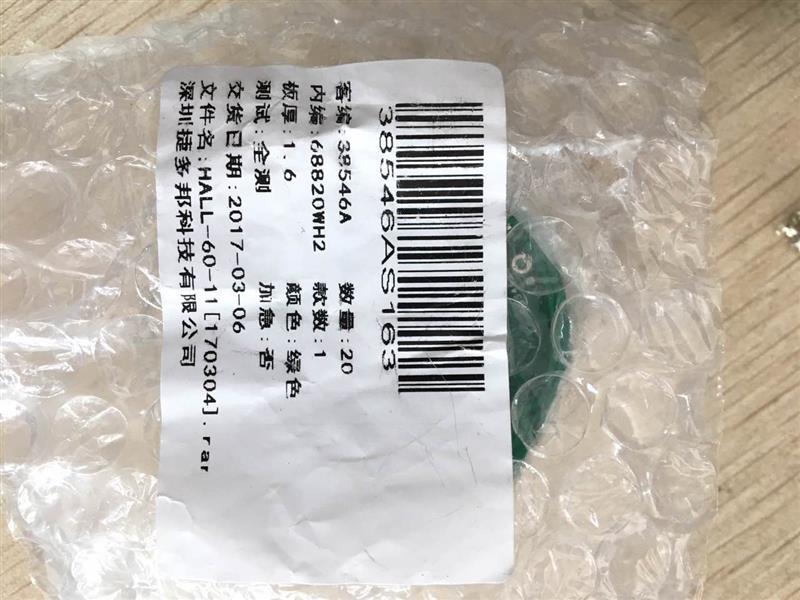 38546AS163
客编:38546A 数量:20
内编:68820WH2 款数:1
板厚:1.6 颜色:绿色
测试:全测 加急:否
交货日期:2017-03-06
文件名:HALL-60-11[170304].rar
深圳捷多邦科技有限公司